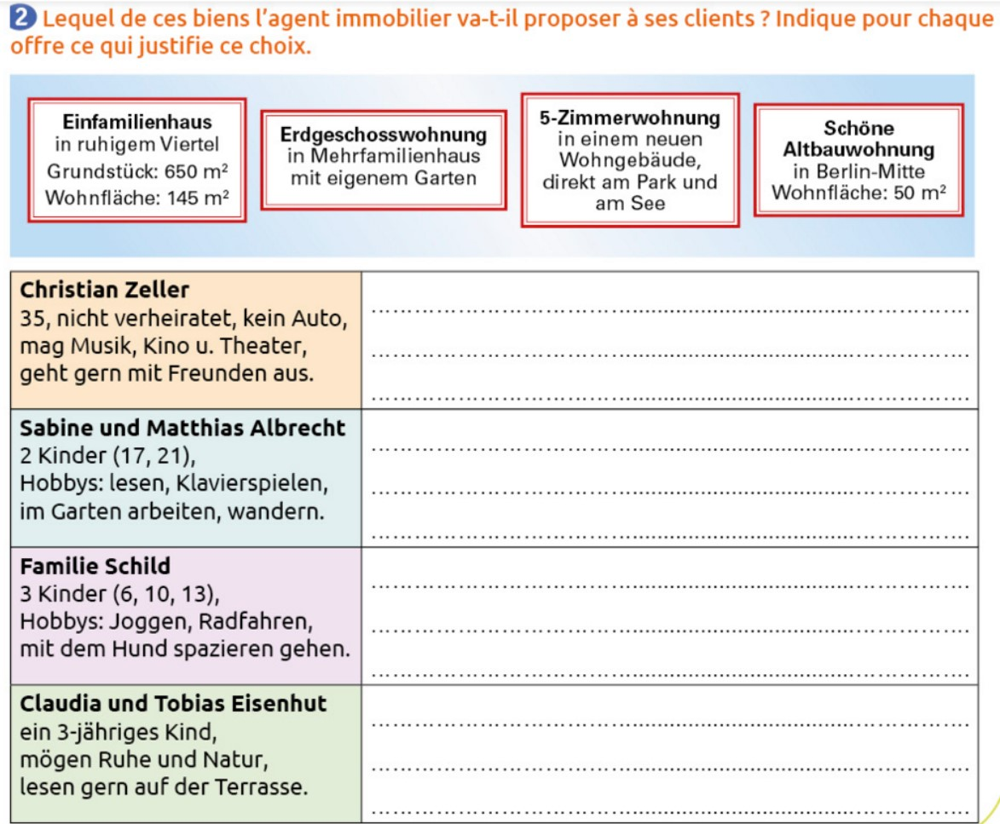 2 Lequel de ces biens l’agent immobilier va-t-il proposer à ses clients ? Indique pour chaque
offre ce qui justifie ce choix.
Einfamilienhaus
in ruhigem Viertel
Grundstück: 650 m²
Wohnfläche: 145 m²
Erdgeschosswohnung
in Mehrfamilienhaus
mit eigenem Garten
5-Zimmerwohnung
in einem neuen
Wohngebäude,
direkt am Park und
am See
Schöne
Altbauwohnung
in Berlin-Mitte
Wohnfläche: 50 m²
Christian Zeller
35, nicht verheiratet, kein Auto,
mag Musik, Kino u. Theater,
geht gern mit Freunden aus.
Sabine und Matthias Albrecht
2 Kinder (17, 21),
Hobbys: lesen, Klavierspielen,
im Garten arbeiten, wandern.
Familie Schild
3 Kinder (6, 10, 13),
Hobbys: Joggen, Radfahren,
mit dem Hund spazieren gehen.
Claudia und Tobias Eisenhut
ein 3-jähriges Kind,
mögen Ruhe und Natur,
lesen gern auf der Terrasse.